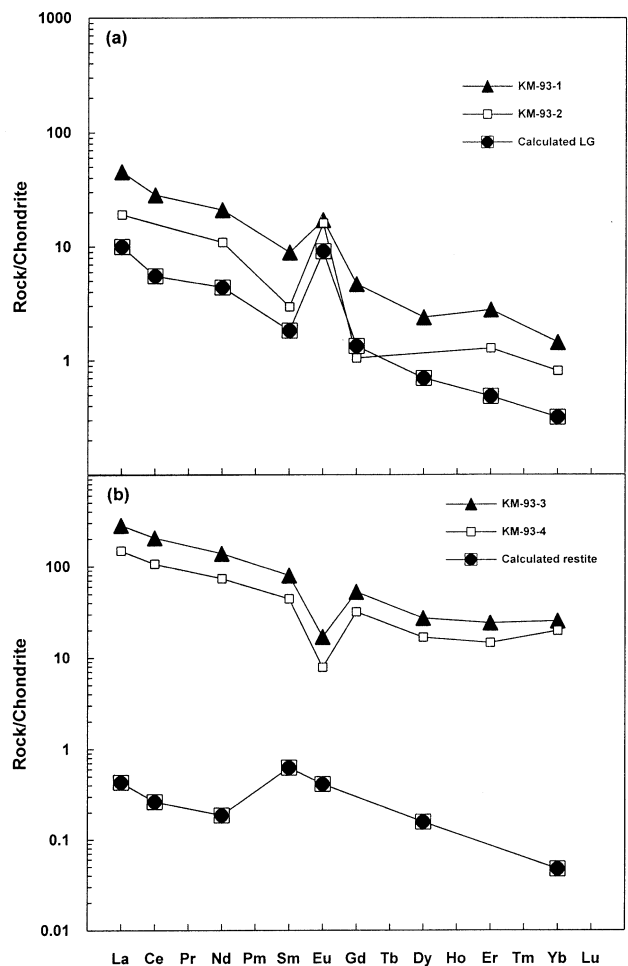 (a)
1000
100
10
1
Rock/Chondrite
KM-93-1
KM-93-2
Calculated LG
(b)
100
10
1
0.1
0.01
Rock/Chondrite
KM-93-3
KM-93-4
Calculated restite
La Ce Pr Nd Pm Sm Eu Gd Tb Dy Ho Er Tm Yb Lu